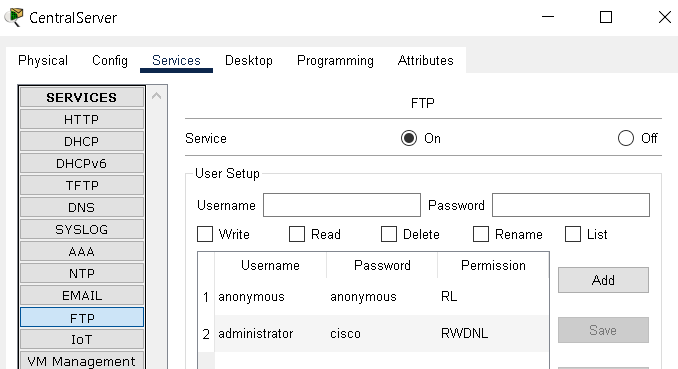 CentralServer
Physical Config Services Desktop Programming Attributes
SERVICES
HTTP
DHCP
DHCPv6
TFTP
DNS
SYSLOG
AAA
NTP
EMAIL
FTP
IoT
VM Management
FTP
Service On Off
User Setup
Username Password
Write Read Delete Rename List
Username Password Permission
1 anonymous anonymous RL
2 administrator cisco RWDNL
Add
Save